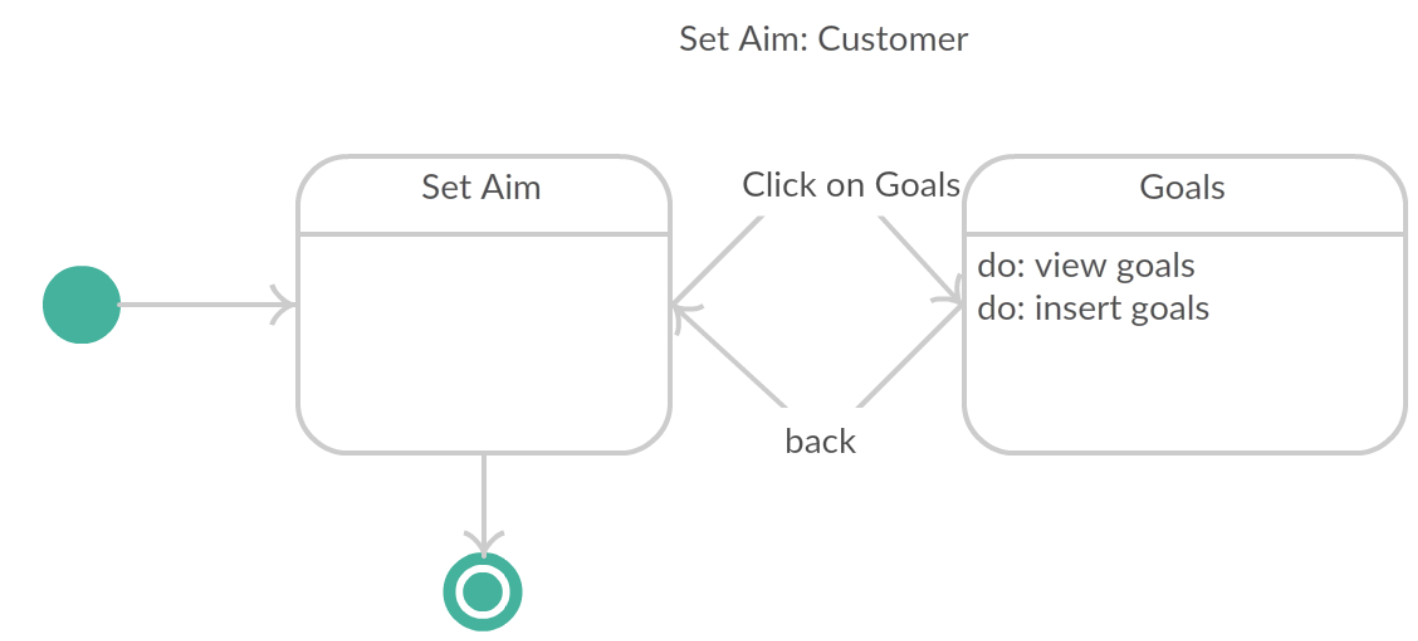 Set Aim: Customer
Set Aim
Click on Goals
Goals
do: view goals
do: insert goals
back